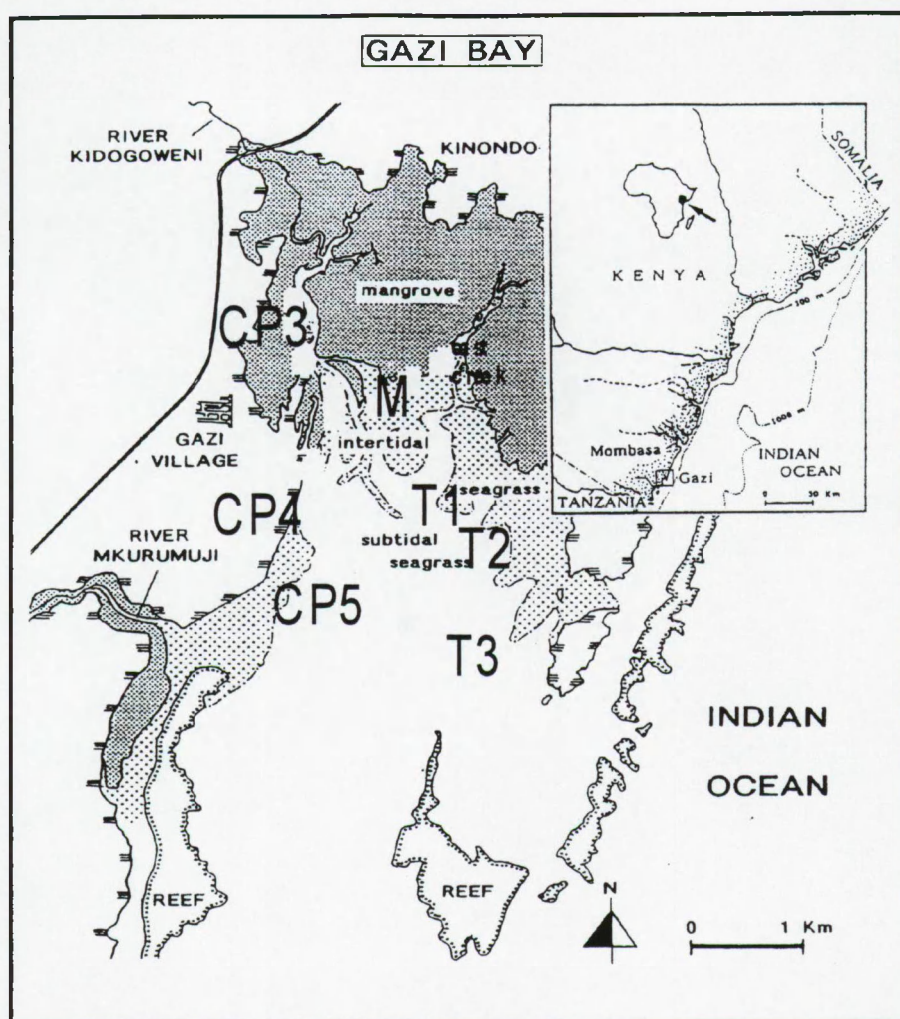 GAZI BAY
RIVER
KIDOGOWENI
KINONDO
mangrove
CP3
creek
M
GAZI
VILLAGE
intertidal
seagrass
CP4
T1
subtidal
seagrass
T2
RIVER
MKURUMUJI
CP5
T3
INDIAN
OCEAN
REEF
REEF
N
0 1 Km
SOMALIA
KENYA
100 m
1000 m
Mombasa
INDIAN
OCEAN
Gazi
TANZANIA
0 50 Km